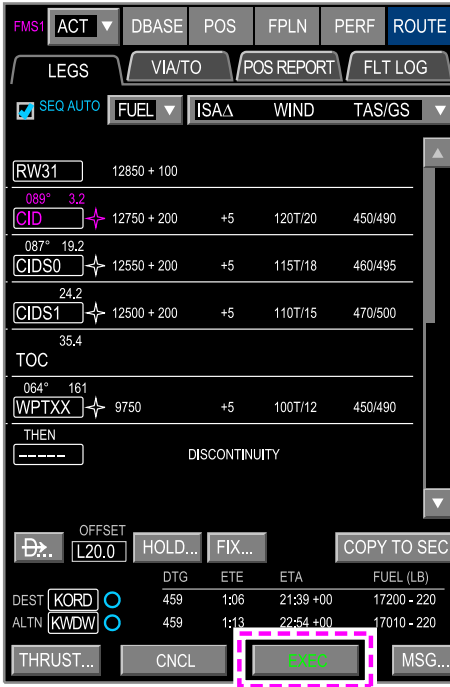 FMS1 ACT DBASE POS FPLN PERF ROUTE
LEGS VIA/TO POS REPORT FLT LOG
SEQ AUTO FUEL ISAΔ WIND TAS/GS
RW31 12850 + 100
089° 3.2
CID 12750 + 200 +5 120T/20 450/490
087° 19.2
CIDS0 12550 + 200 +5 115T/18 460/495
24.2
CIDS1 12500 + 200 +5 110T/15 470/500
35.4
TOC
064° 161
WPTXX 9750 +5 100T/12 450/490
THEN
----- DISCONTINUITY
OFFSET
D... L20.0 HOLD... FIX... COPY TO SEC
DTG ETE ETA FUEL (LB)
DEST KORD 459 1:06 21:39 +00 17200 - 220
ALTN KWDW 459 1:13 22:54 +00 17010 - 220
THRUST... CNCL EXEC MSG...